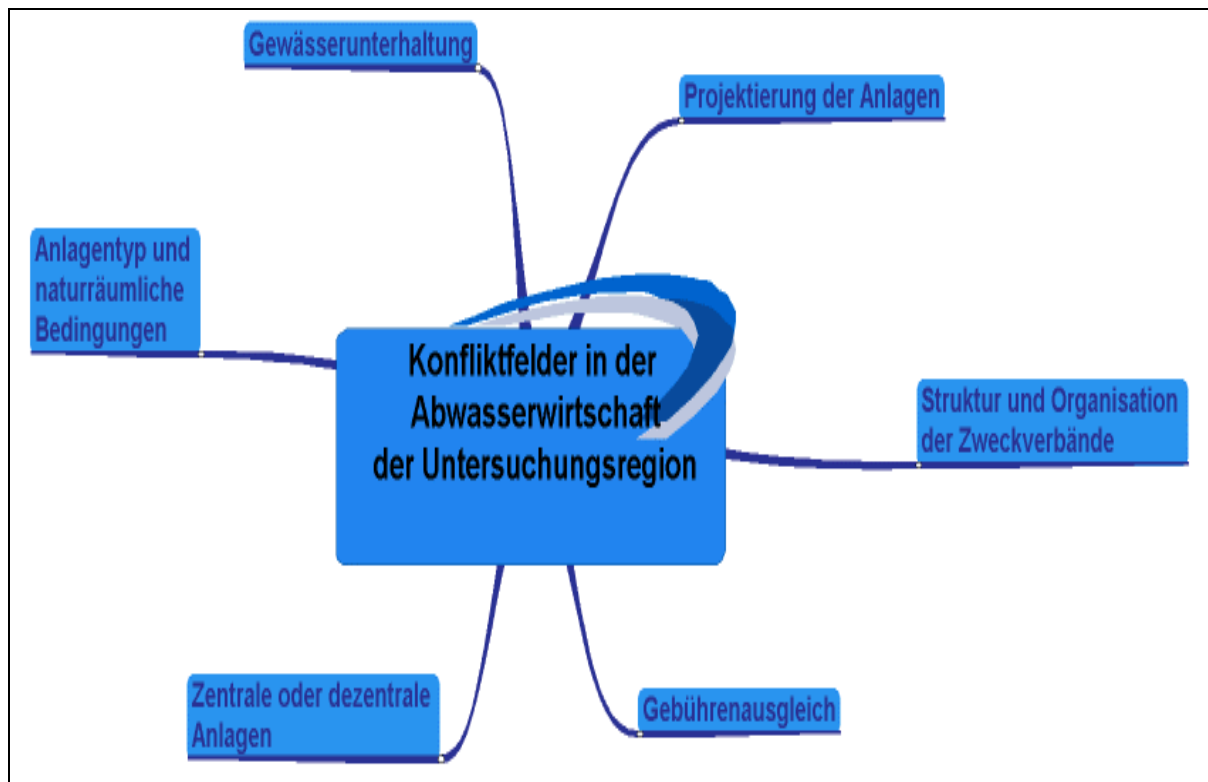 Gewässerunterhaltung
Projektierung der Anlagen
Anlagentyp und
naturräumliche
Bedingungen
Konfliktfelder in der
Abwasserwirtschaft
der Untersuchungsregion
Struktur und Organisation
der Zweckverbände
Zentrale oder dezentrale
Anlagen
Gebührenausgleich